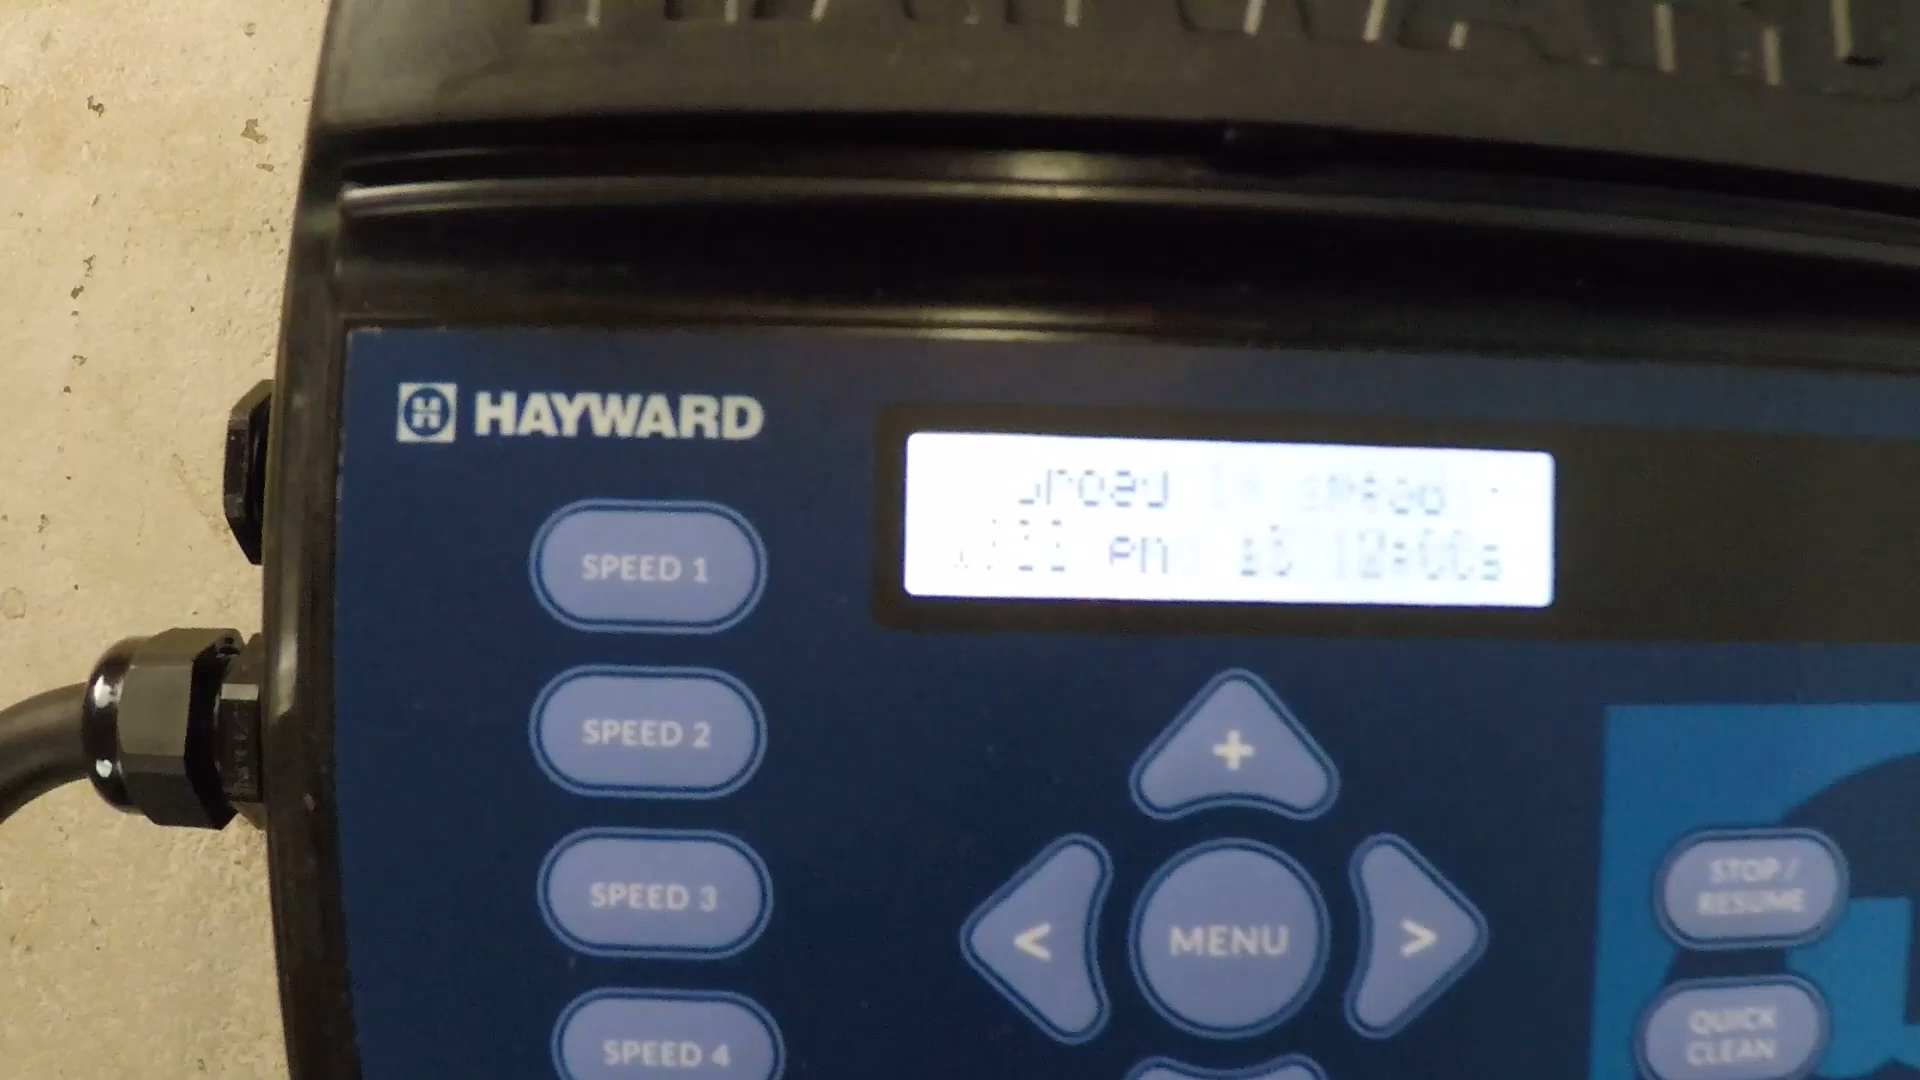 HAYWARD
SPEED 1
SPEED 2
SPEED 3
SPEED 4
+
<
MENU
>
STOP /
RESUME
QUICK
CLEAN